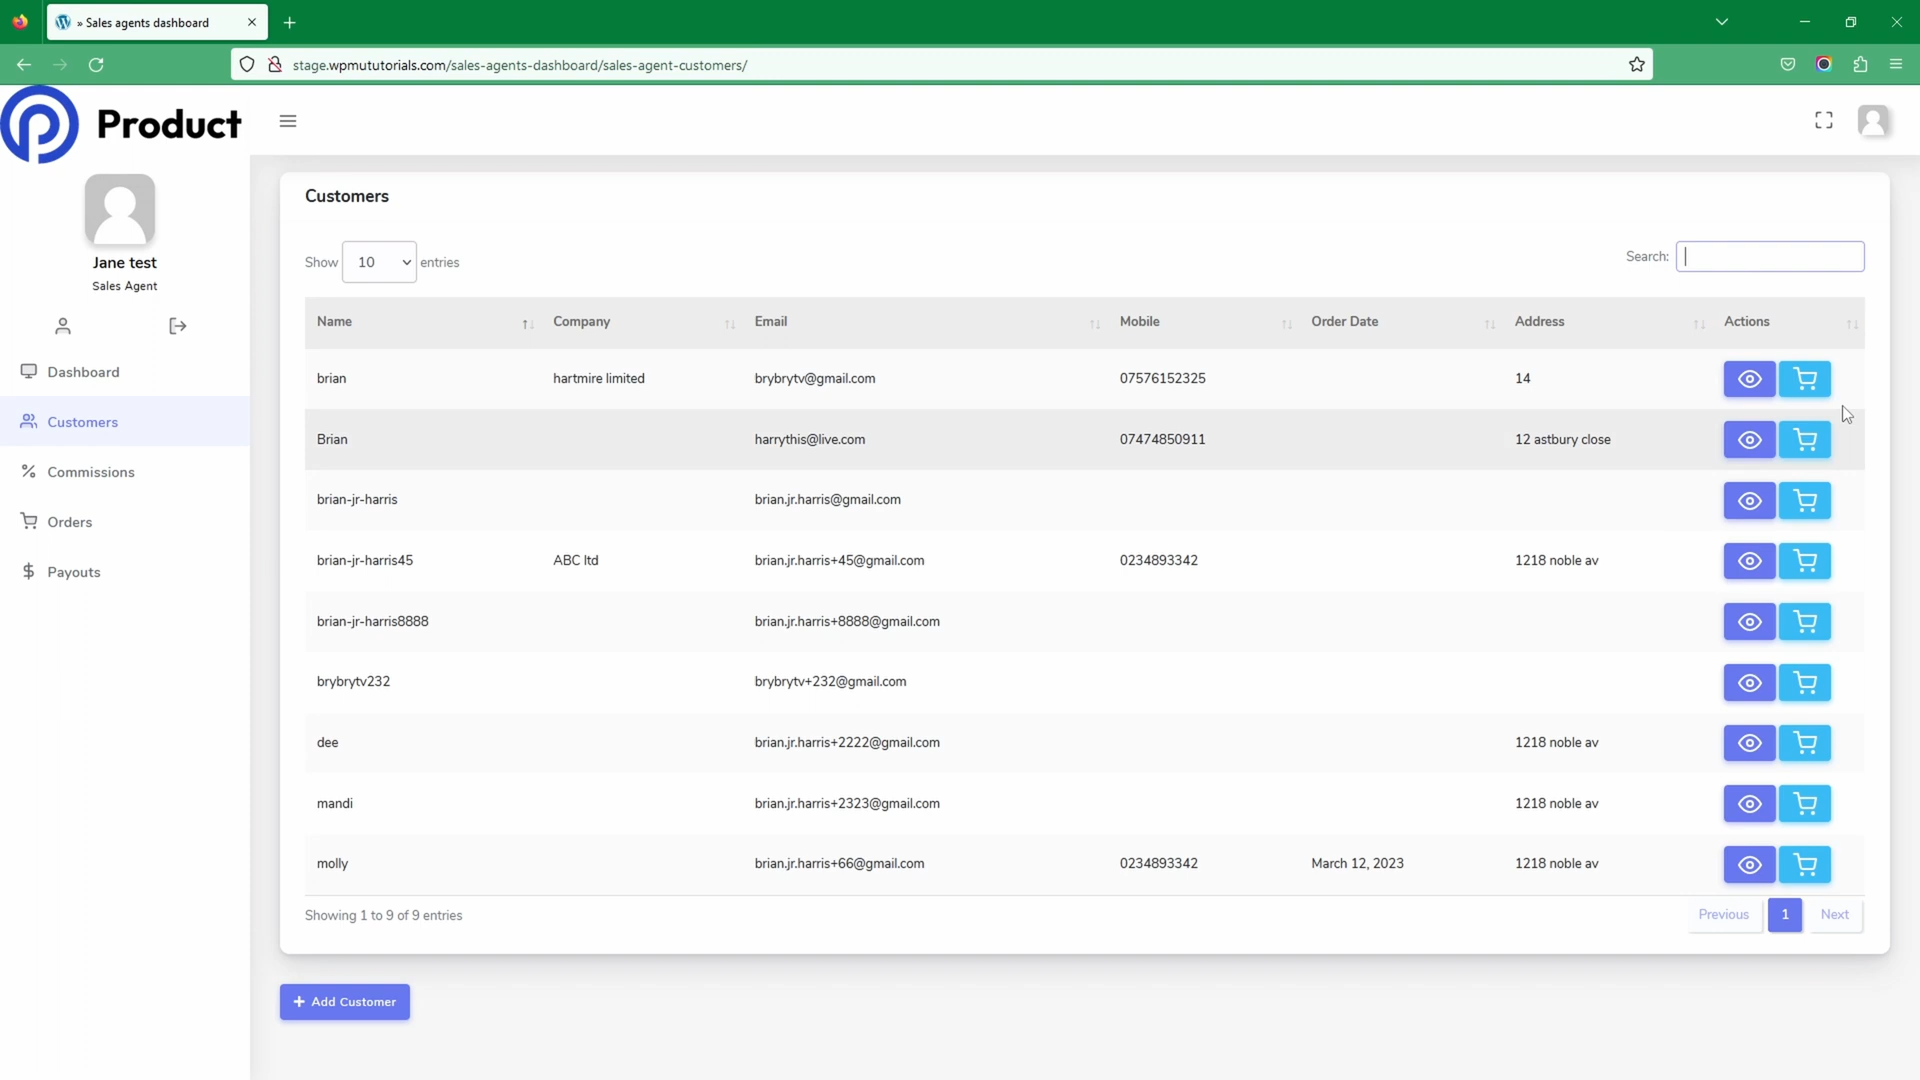 » Sales agents dashboard
stage.wpmututorials.com/sales-agents-dashboard/sales-agent-customers/
Product
Jane test
Sales Agent
Dashboard
Customers
Commissions
Orders
Payouts
Customers
Show 10 entries
Search:
Name Company Email Mobile Order Date Address Actions
brian hartmire limited brybrytv@gmail.com 07576152325 14
Brian harrythis@live.com 07474850911 12 astbury close
brian-jr-harris brian.jr.harris@gmail.com
brian-jr-harris45 ABC ltd brian.jr.harris+45@gmail.com 0234893342 1218 noble av
brian-jr-harris8888 brian.jr.harris+8888@gmail.com
brybrytv232 brybrytv+232@gmail.com
dee brian.jr.harris+2222@gmail.com 1218 noble av
mandi brian.jr.harris+2323@gmail.com 1218 noble av
molly brian.jr.harris+66@gmail.com 0234893342 March 12, 2023 1218 noble av
Showing 1 to 9 of 9 entries
Previous 1 Next
+ Add Customer